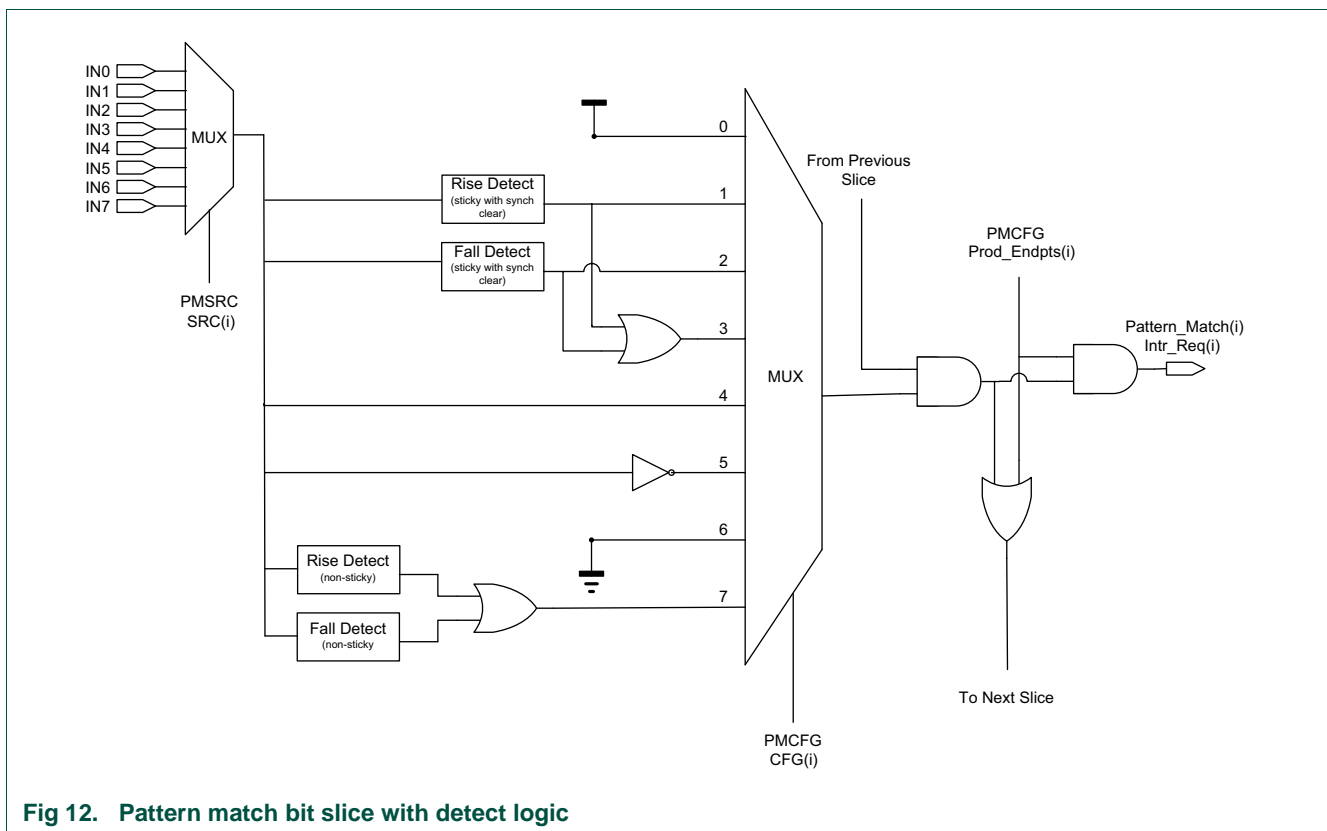 IN0
IN1
IN2
IN3
IN4
IN5
IN6
IN7
MUX
PMSRC
SRC(i)
Rise Detect
(sticky with synch
clear)
Fall Detect
(sticky with synch
clear)
Rise Detect
(non-sticky)
Fall Detect
(non-sticky
0
1
2
3
4
5
6
7
MUX
PMCFG
CFG(i)
From Previous
Slice
PMCFG
Prod_Endpts(i)
Pattern_Match(i)
Intr_Req(i)
To Next Slice
Fig 12. Pattern match bit slice with detect logic